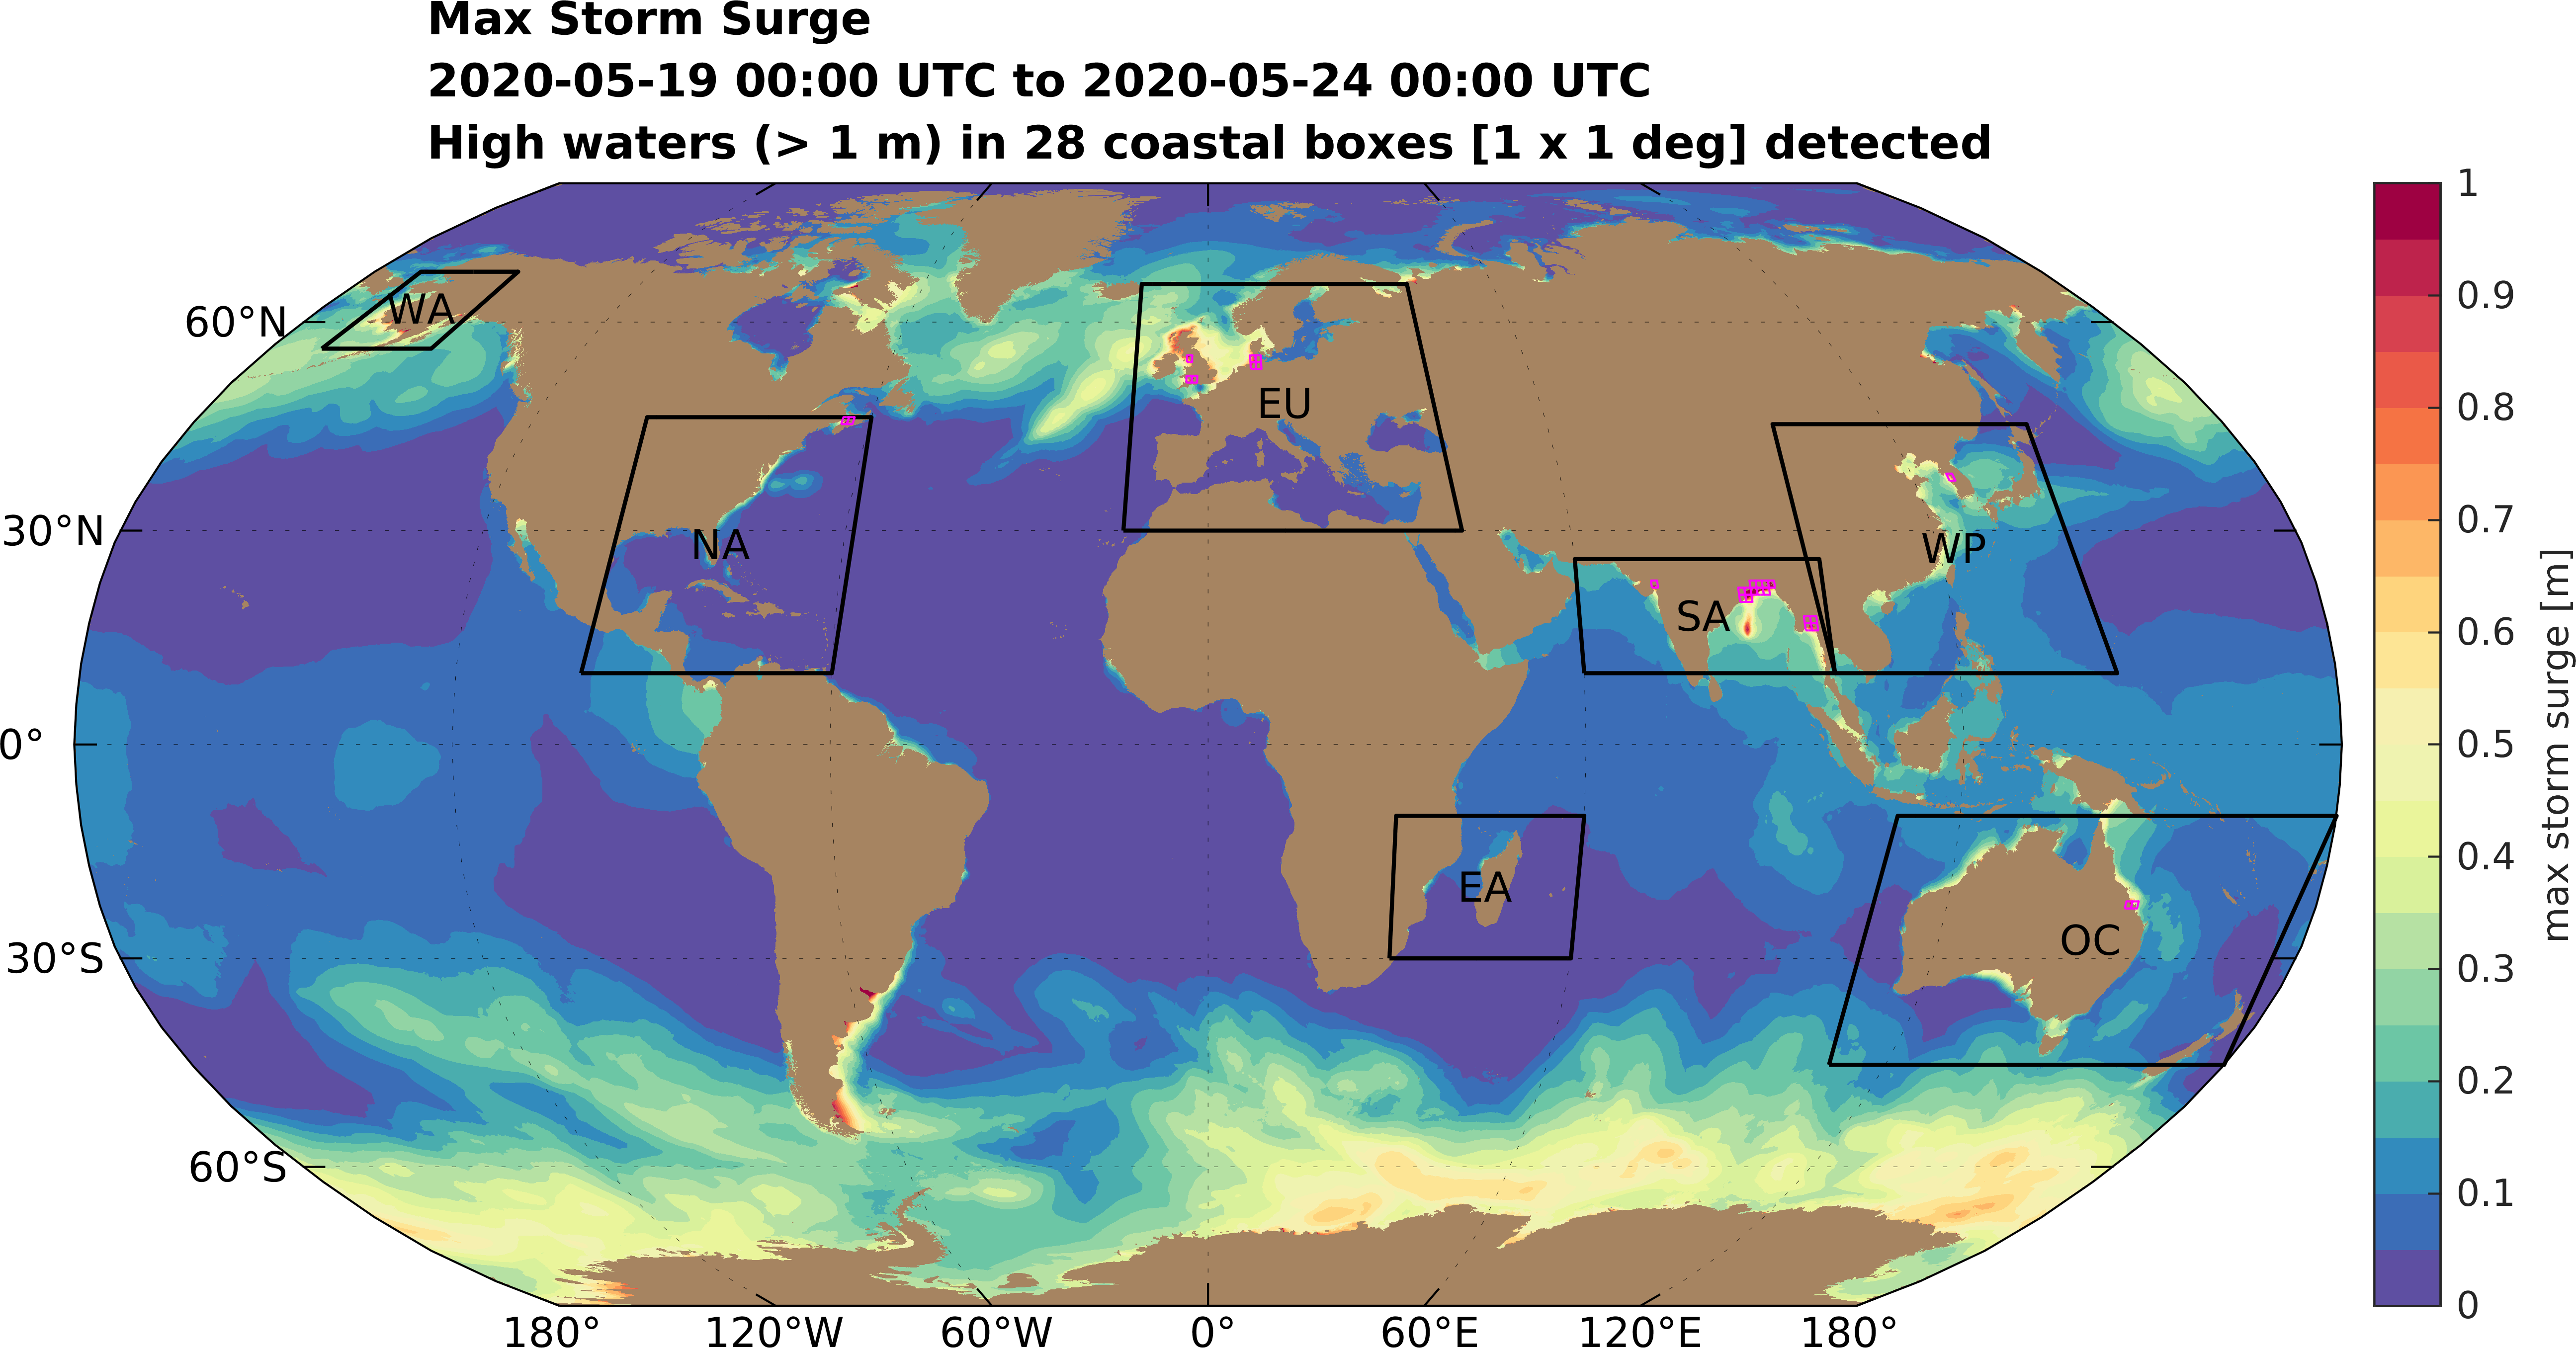 Max Storm Surge
2020-05-19 00:00 UTC to 2020-05-24 00:00 UTC
High waters (> 1 m) in 28 coastal boxes [1 x 1 deg] detected
60°N
30°N
0°
30°S
60°S
WA
NA
EU
SA
WP
EA
OC
180°
120°W
60°W
0°
60°E
120°E
180°
1
0.9
0.8
0.7
0.6
0.5
0.4
0.3
0.2
0.1
0
max storm surge [m]